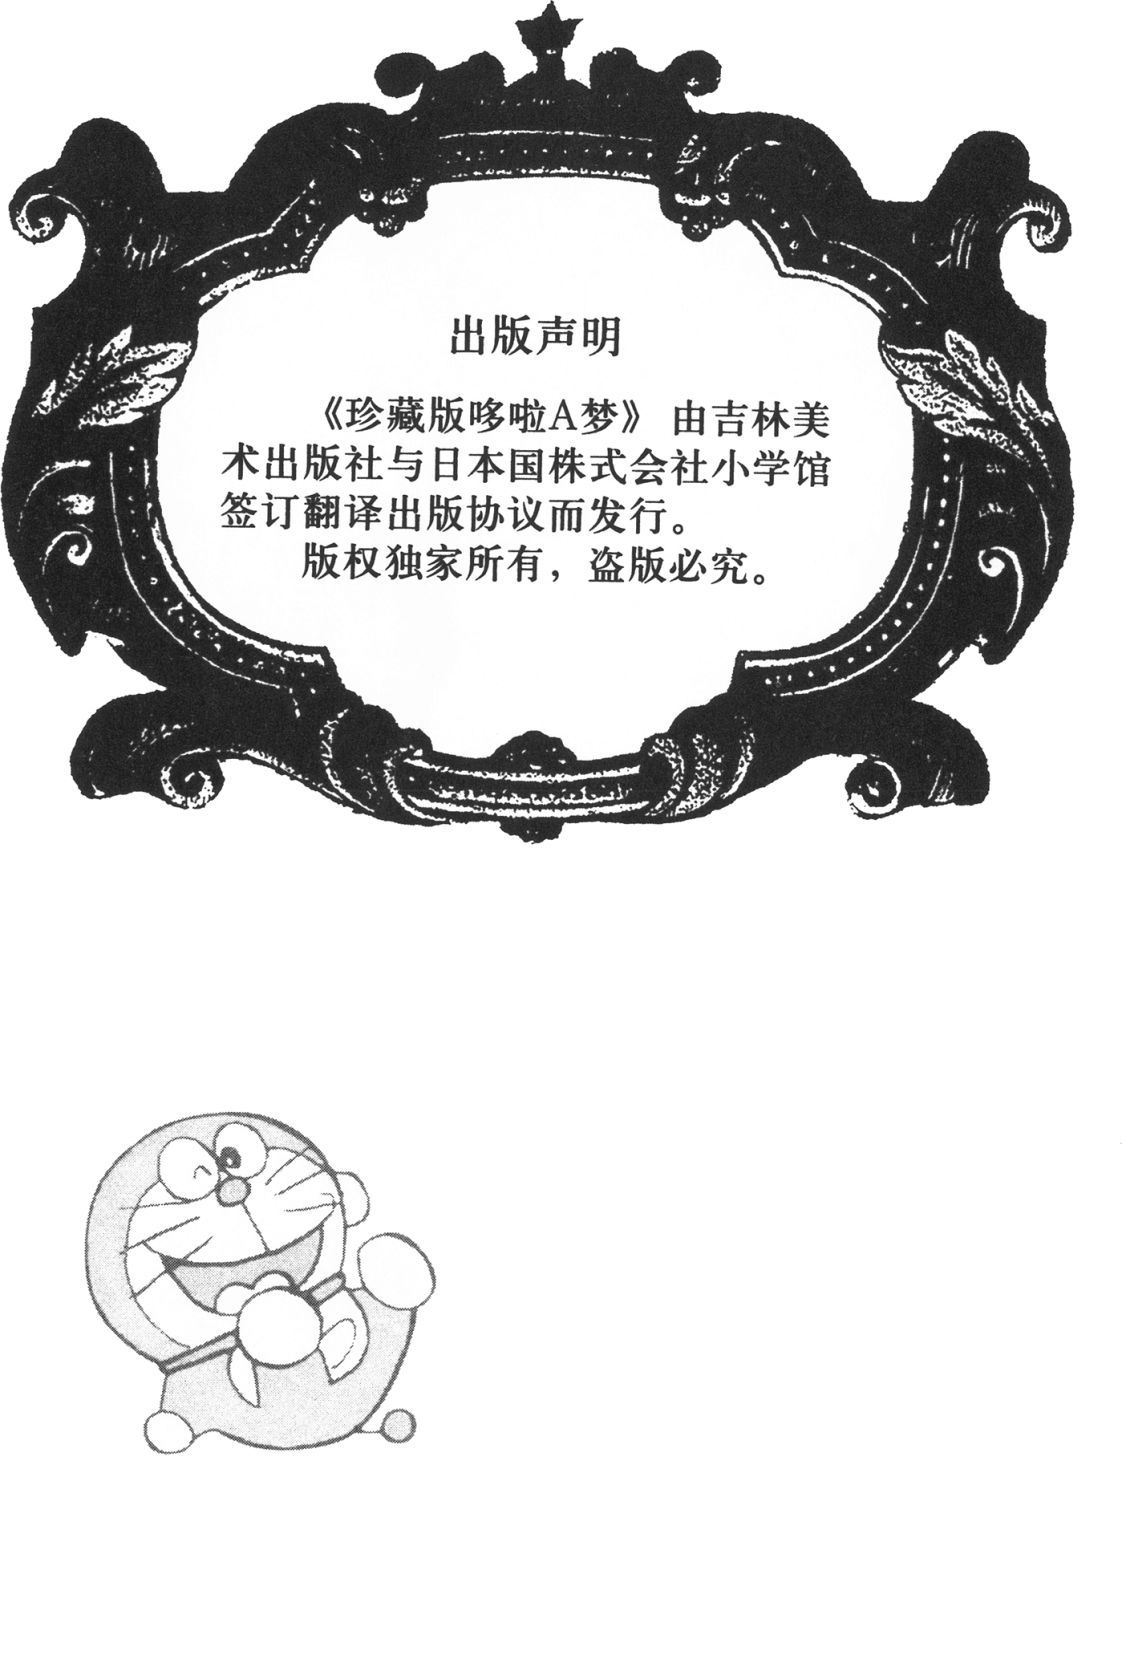 出版声明
《珍藏版哆啦A梦》 由吉林美
术出版社与日本国株式会社小学馆
签订翻译出版协议而发行。
版权独家所有，盗版必究。